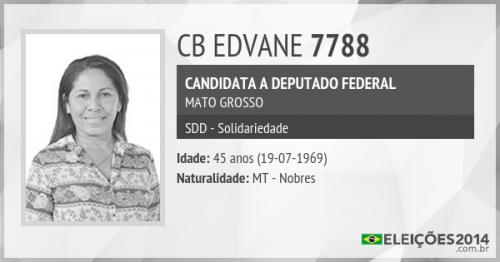 CB EDVANE 7788
CANDIDATA A DEPUTADO FEDERAL
MATO GROSSO
SDD - Solidariedade
Idade: 45 anos (19-07-1969)
Naturalidade: MT - Nobres
ELEIÇÕES2014
.com.br